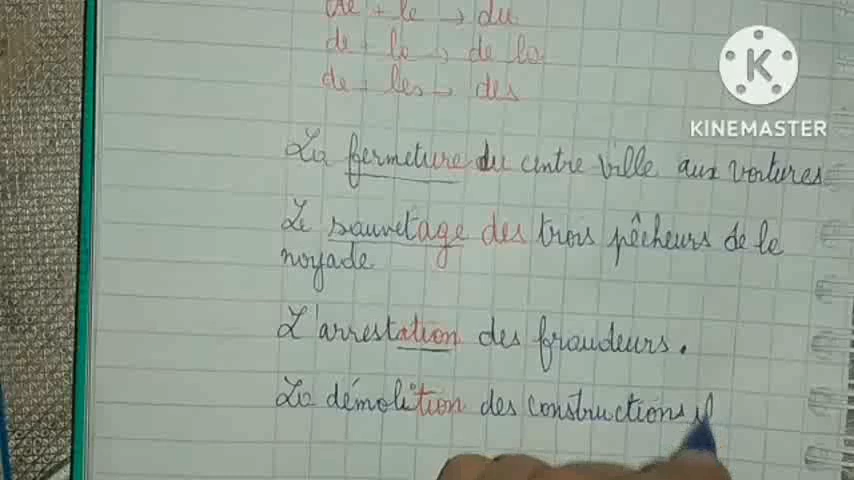 de + le → du
de + la → de la
de + les → des
KINEMASTER
La fermeture du centre ville aux voitures
Le sauvetage des trois pêcheurs de le
noyade
L'arrestation des fraudeurs.
La démolition des constructions